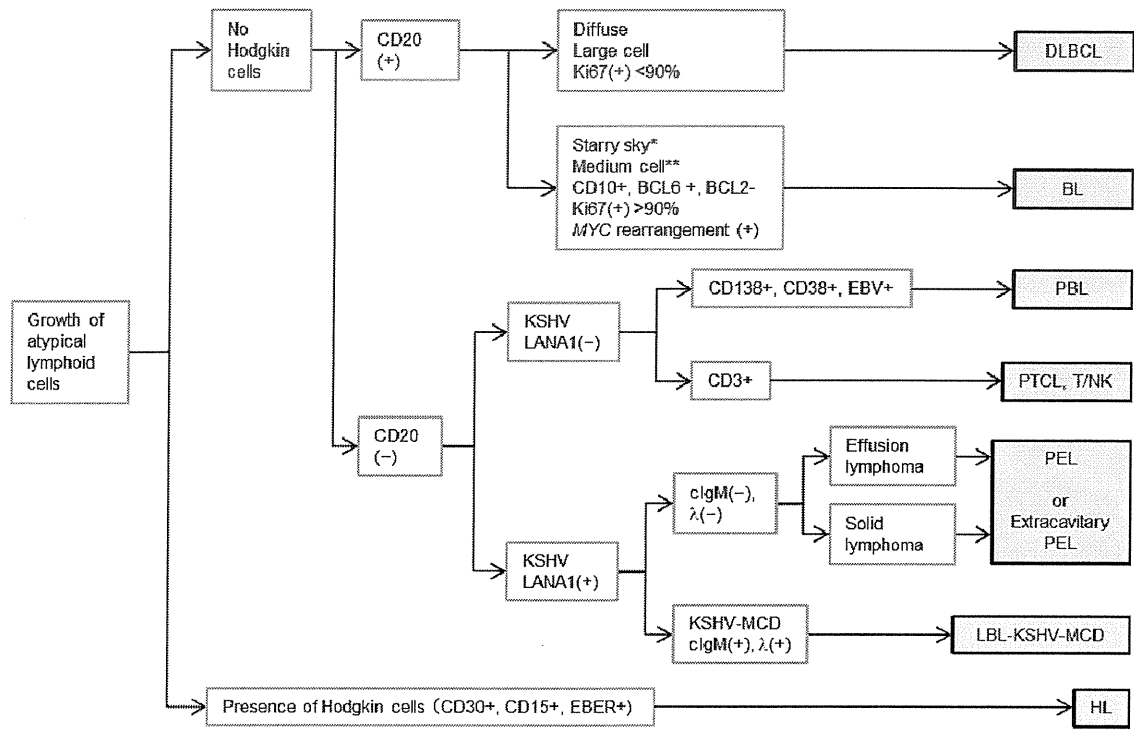 Growth of
atypical
lymphoid
cells
No
Hodgkin
cells
CD20
(+)
Diffuse
Large cell
Ki67(+) <90%
DLBCL
Starry sky*
Medium cell**
CD10+, BCL6 +, BCL2-
Ki67(+) >90%
MYC rearrangement (+)
BL
CD20
(−)
KSHV
LANA1(−)
CD138+, CD38+, EBV+
PBL
CD3+
PTCL, T/NK
KSHV
LANA1(+)
cIgM(−),
λ(−)
Effusion
lymphoma
Solid
lymphoma
PEL
or
Extracavilary
PEL
KSHV-MCD
cIgM(+), λ(+)
LBL-KSHV-MCD
Presence of Hodgkin cells (CD30+, CD15+, EBER+)
HL